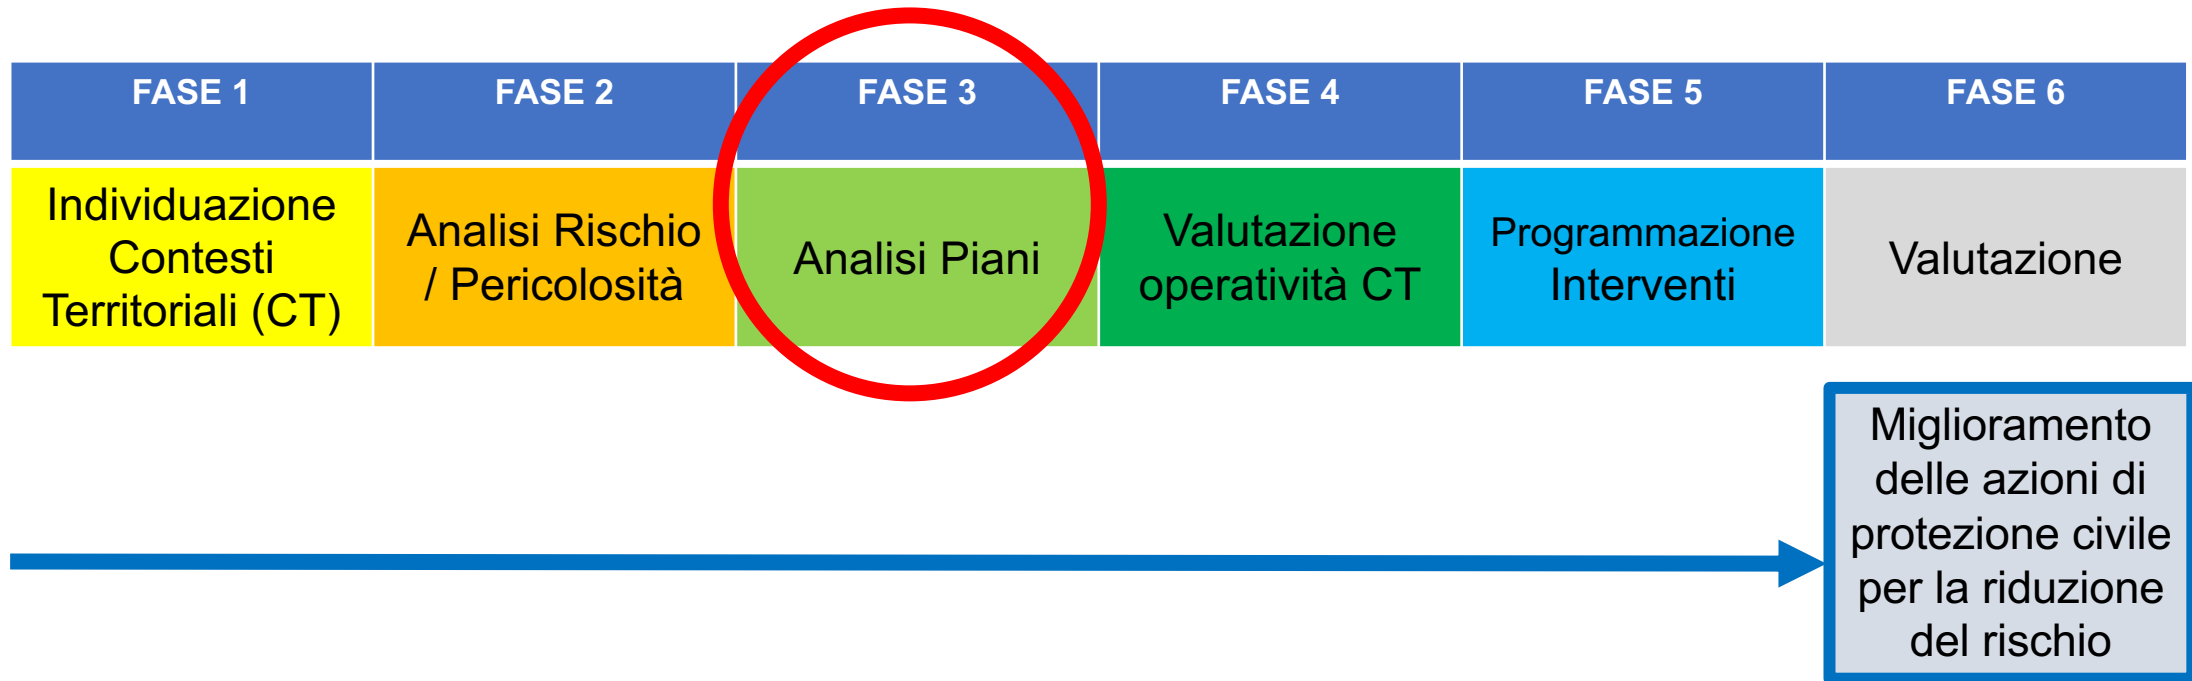 FASE 1
FASE 2
FASE 3
FASE 4
FASE 5
FASE 6
Individuazione
Contesti
Territoriali (CT)
Analisi Rischio
/ Pericolosità
Analisi Piani
Valutazione
operatività CT
Programmazione
Interventi
Valutazione
Miglioramento
delle azioni di
protezione civile
per la riduzione
del rischio